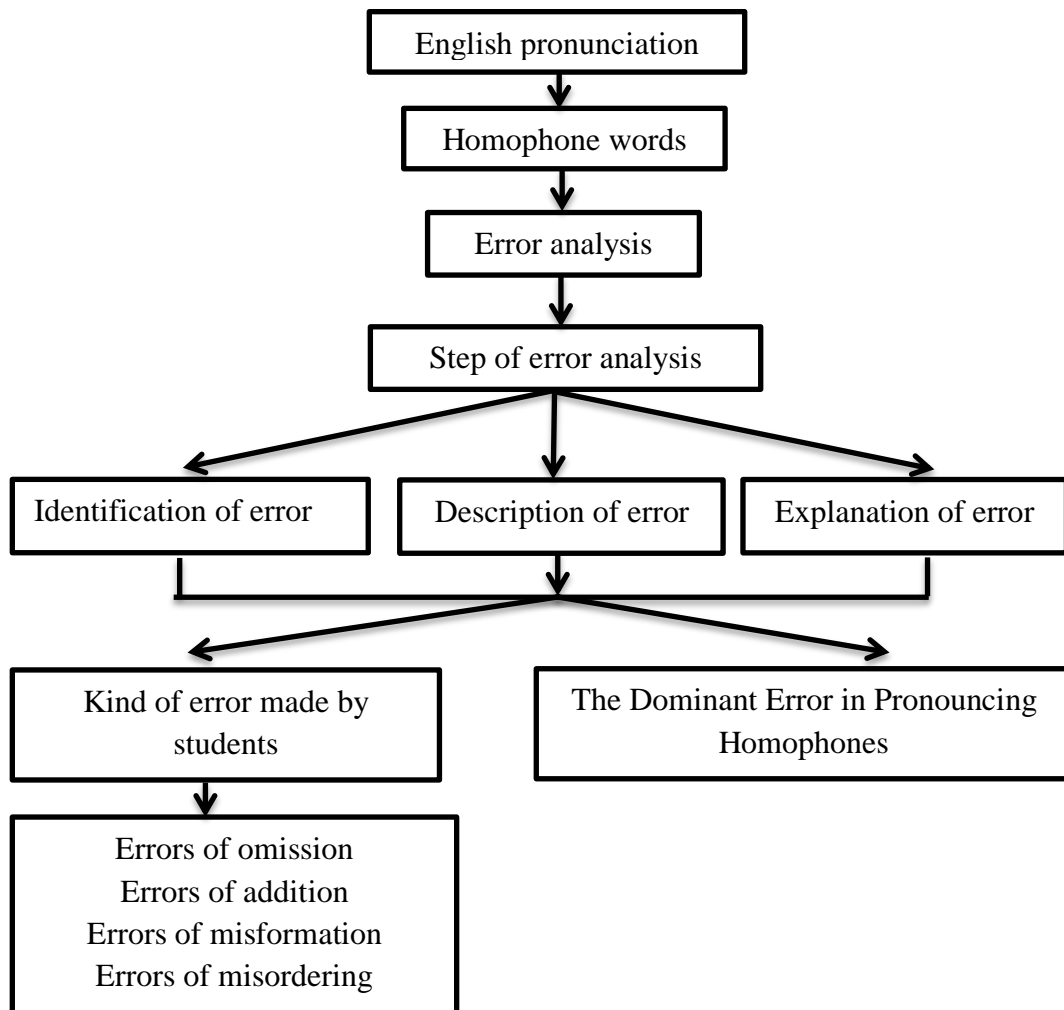 English pronunciation
Homophone words
Error analysis
Step of error analysis
Identification of error
Description of error
Explanation of error
Kind of error made by
students
The Dominant Error in Pronouncing
Homophones
Errors of omission
Errors of addition
Errors of misformation
Errors of misordering